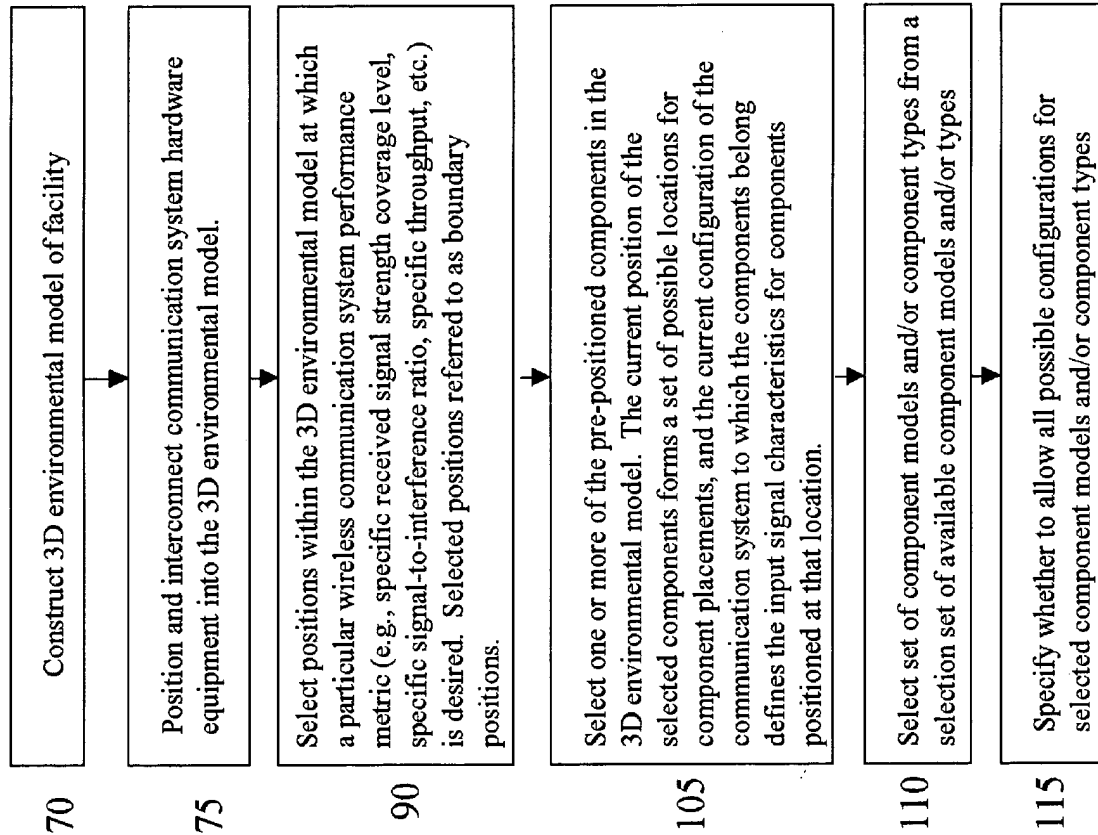 70
Construct 3D environmental model of facility
75
Position and interconnect communication system hardware
equipment into the 3D environmental model.
90
Select positions within the 3D environmental model at which
a particular wireless communication system performance
metric (e.g., specific received signal strength coverage level,
specific signal-to-interference ratio, specific throughput, etc.)
is desired. Selected positions referred to as boundary
positions.
105
Select one or more of the pre-positioned components in the
3D environmental model. The current position of the
selected components forms a set of possible locations for
component placements, and the current configuration of the
communication system to which the components belong
defines the input signal characteristics for components
positioned at that location.
110
Select set of component models and/or component types from a
selection set of available component models and/or types
115
Specify whether to allow all possible configurations for
selected component models and/or component types